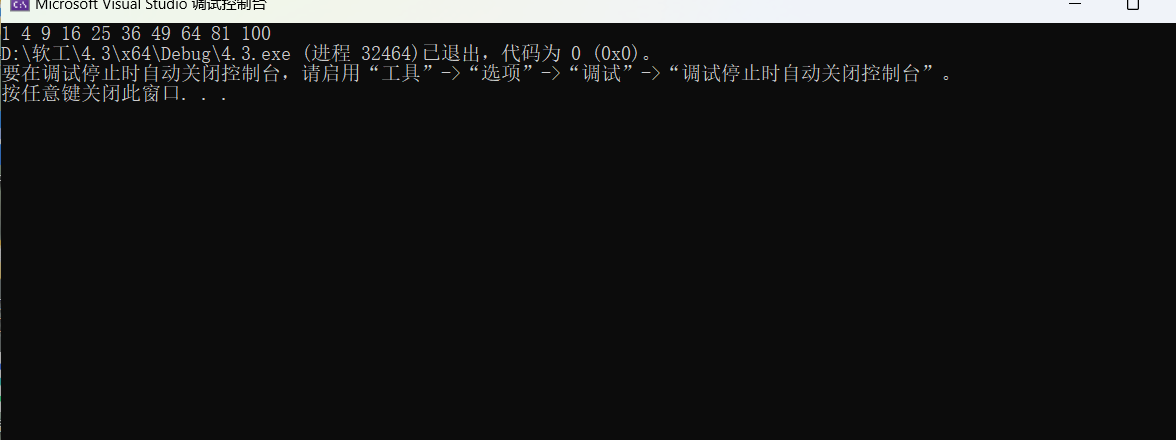 Microsoft Visual Studio 调试控制台
1 4 9 16 25 36 49 64 81 100
D:\软工\4.3\x64\Debug\4.3.exe (进程 32464)已退出，代码为 0 (0x0)。
要在调试停止时自动关闭控制台，请启用“工具”->“选项”->“调试”->“调试停止时自动关闭控制台”。
按任意键关闭此窗口. . .